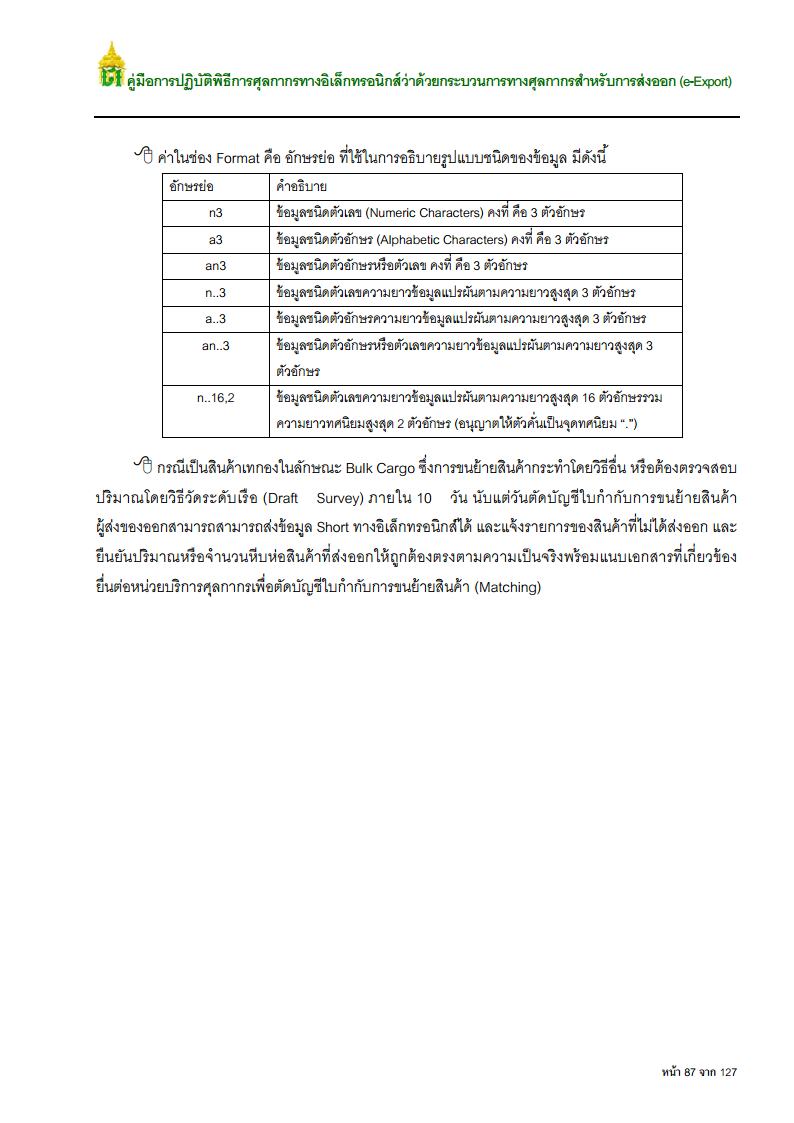 คู่มือการปฏิบัติพิธีการศุลกากรทางอิเล็กทรอนิกส์ว่าด้วยกระบวนการทางศุลกากรสำหรับการส่งออก (e-Export)
ค่าในช่อง Format คือ อักษรย่อ ที่ใช้ในการอธิบายรูปแบบชนิดของข้อมูล มีดังนี้
อักษรย่อ คำอธิบาย
n3 ข้อมูลชนิดตัวเลข (Numeric Characters) คงที่ คือ 3 ตัวอักษร
a3 ข้อมูลชนิดตัวอักษร (Alphabetic Characters) คงที่ คือ 3 ตัวอักษร
an3 ข้อมูลชนิดตัวอักษรหรือตัวเลข คงที่ คือ 3 ตัวอักษร
n..3 ข้อมูลชนิดตัวเลขความยาวข้อมูลแปรผันตามความยาวสูงสุด 3 ตัวอักษร
a..3 ข้อมูลชนิดตัวอักษรความยาวข้อมูลแปรผันตามความยาวสูงสุด 3 ตัวอักษร
an..3 ข้อมูลชนิดตัวอักษรหรือตัวเลขความยาวข้อมูลแปรผันตามความยาวสูงสุด 3
ตัวอักษร
n..16,2 ข้อมูลชนิดตัวเลขความยาวข้อมูลแปรผันตามความยาวสูงสุด 16 ตัวอักษรรวม
ความยาวทศนิยมสูงสุด 2 ตัวอักษร (อนุญาตให้ตัวคั่นเป็นจุดทศนิยม “.”)
กรณีเป็นสินค้าเทกองในลักษณะ Bulk Cargo ซึ่งการขนย้ายสินค้ากระทำโดยวิธีอื่น หรือต้องตรวจสอบ
ปริมาณโดยวิธีวัดระดับเรือ (Draft Survey) ภายใน 10 วัน นับแต่วันตัดบัญชีใบกำกับการขนย้ายสินค้า
ผู้ส่งของออกสามารถสามารถส่งข้อมูล Short ทางอิเล็กทรอนิกส์ได้ และแจ้งรายการของสินค้าที่ไม่ได้ส่งออก และ
ยืนยันปริมาณหรือจำนวนหีบห่อสินค้าที่ส่งออกให้ถูกต้องตรงตามความเป็นจริงพร้อมแนบเอกสารที่เกี่ยวข้อง
ยื่นต่อหน่วยบริการศุลกากรเพื่อตัดบัญชีใบกำกับการขนย้ายสินค้า (Matching)
หน้า 87 จาก 127